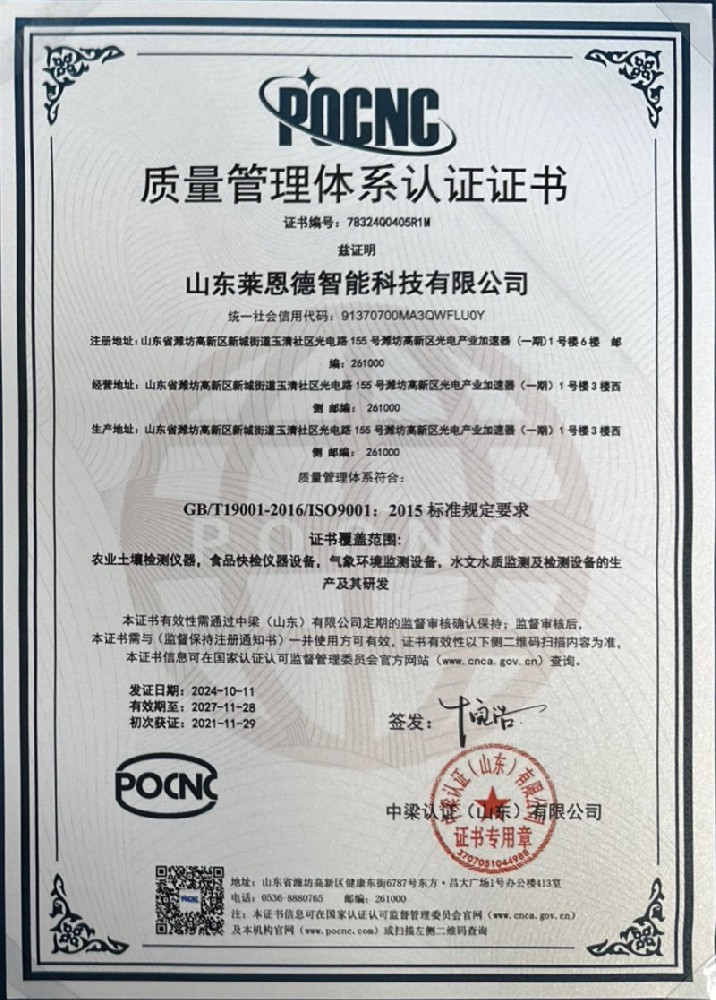 POCNC
质量管理体系认证证书
证书编号：7832400405R1M
兹证明
山东莱恩德智能科技有限公司
统一社会信用代码：91370700MA3QWFLU0Y
注册地址：山东省潍坊高新区新城街道玉清社区光电路 155 号潍坊高新区光电产业加速器（一期)1 号楼 6 楼 邮
编：261000
经营地址：山东省潍坊高新区新城街道玉清社区光电路 155 号潍坊高新区光电产业加速器（一期）1 号楼 3 楼西
侧 邮编： 261000
生产地址：山东省潍坊高新区新城街道玉清社区光电路 155 号潍坊高新区光电产业加速器（一期）1 号楼 3 楼西
侧 邮编： 261000
质量管理体系符合：
GB/T19001-2016/ISO9001：2015 标准规定要求
POCNC
证书覆盖范围：
农业土壤检测仪器，食品快检仪器设备，气象环境监测设备，水文水质监测及检测设备的生
产及其研发
本证书有效性需通过中梁（山东）有限公司定期的监督审核确认保持；监督审核后，
本证书需与（监督保持注册通知书）一并使用方可有效，证书有效性以下侧二维码扫描内容为准，
本证书信息可在国家认证认可监督管理委员会官方网站（www.cnca.gov.cn）查询。
发证日期：2024-10-11
有效期至：2027-11-28
初次获证：2021-11-29
签发：
POCNC
中梁认证（山东）有限公司
中梁认证（山东）有限公司
证书专用章
3707051044988
地址：山东省潍坊高新区健康东街6787号东方·昌大广场1号办公楼413室
电话：0536-8880765 邮编：261000
注：本证书信息可在国家认证认可监督管理委员会官网（www.cnca.gov.cn）
及本机构官网（www.pocnc.com）或扫描左侧二维码查询